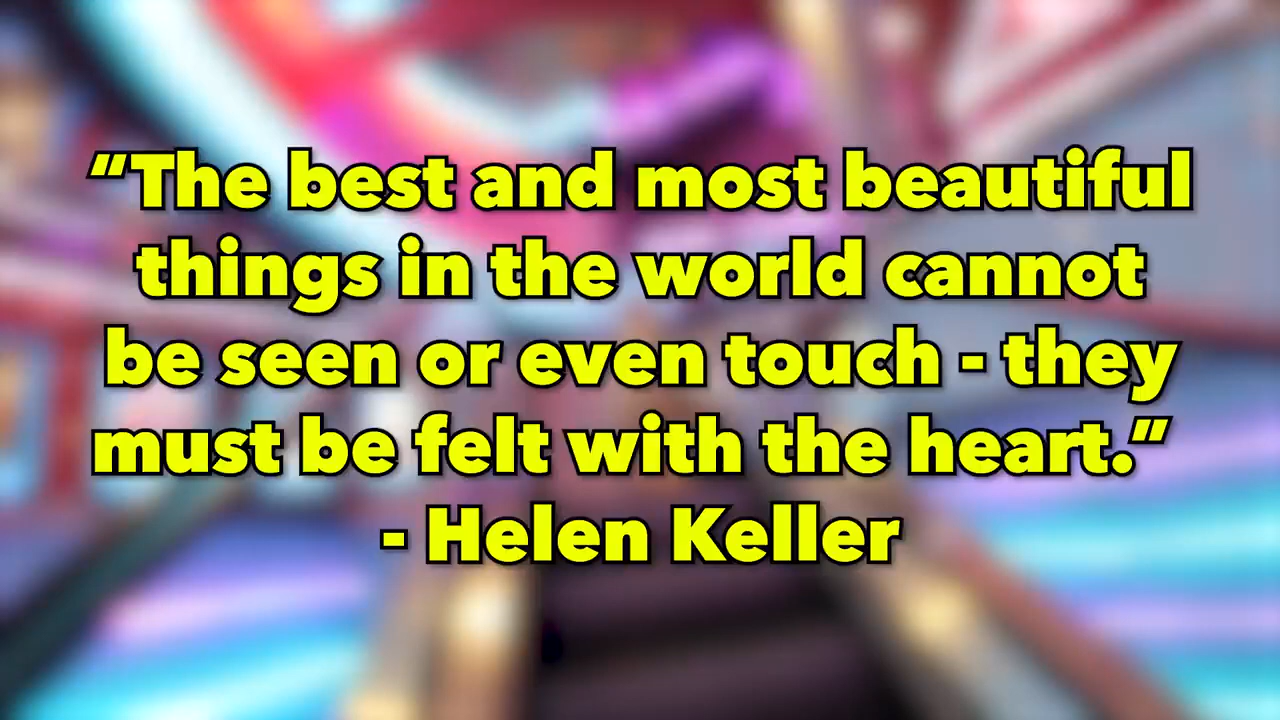 “The best and most beautiful
things in the world cannot
be seen or even touch - they
must be felt with the heart.”
- Helen Keller